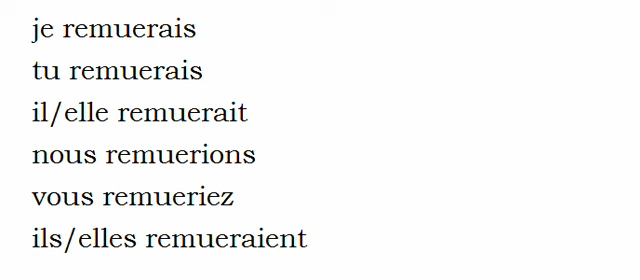 je remuerais
tu remuerais
il/elle remuerait
nous remuerions
vous remueriez
ils/elles remueraient